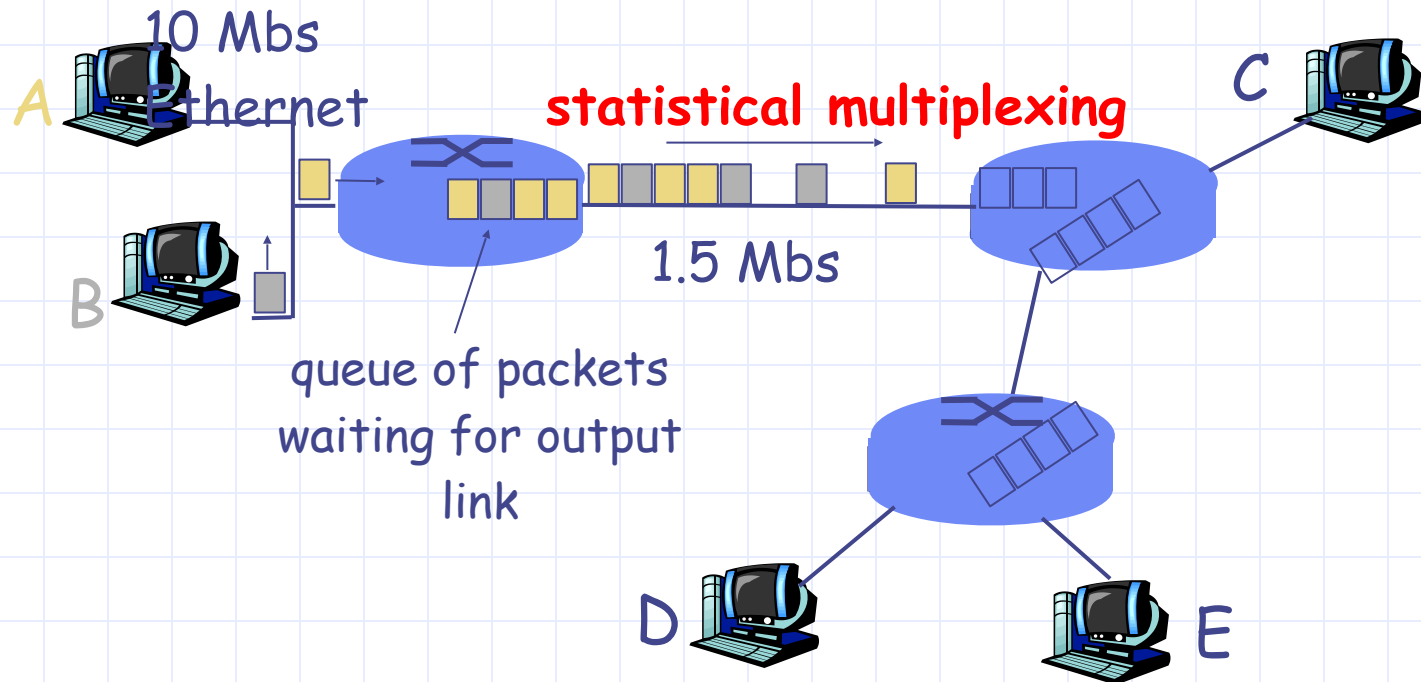 10 Mbs
Ethernet
A
statistical multiplexing
C
B
1.5 Mbs
queue of packets
waiting for output
link
D
E